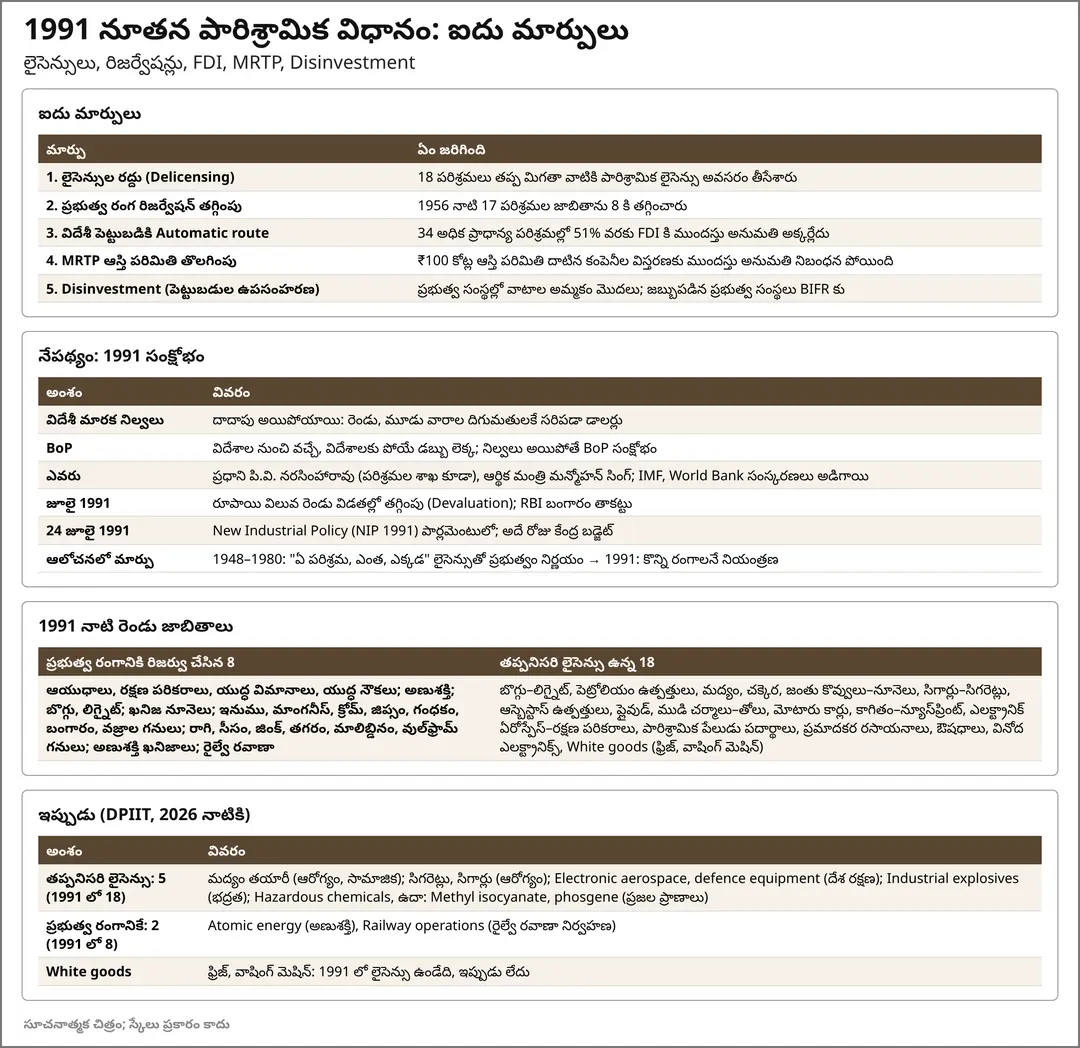 1991 నూతన పారిశ్రామిక విధానం: ఐదు మార్పులు
లైసెన్సులు, రిజర్వేషన్లు, FDI, MRTP, Disinvestment
ఐదు మార్పులు
మార్పు ఏం జరిగింది
1. లైసెన్సుల రద్దు (Delicensing) 18 పరిశ్రమలు తప్ప మిగతా వాటికి పారిశ్రామిక లైసెన్సు అవసరం తీసేశారు
2. ప్రభుత్వ రంగ రిజర్వేషన్ తగ్గింపు 1956 నాటి 17 పరిశ్రమల జాబితాను 8 కి తగ్గించారు
3. విదేశీ పెట్టుబడికి Automatic route 34 అధిక ప్రాధాన్య పరిశ్రమల్లో 51% వరకు FDI కి ముందస్తు అనుమతి అక్కర్లేదు
4. MRTP ఆస్తి పరిమితి తొలగింపు ₹100 కోట్ల ఆస్తి పరిమితి దాటిన కంపెనీల విస్తరణకు ముందస్తు అనుమతి నిబంధన పోయింది
5. Disinvestment (పెట్టుబడుల ఉపసంహరణ) ప్రభుత్వ సంస్థల్లో వాటాల అమ్మకం మొదలు; జబ్బుపడిన ప్రభుత్వ సంస్థలు BIFR కు
నేపథ్యం: 1991 సంక్షోభం
అంశం వివరం
విదేశీ మారక నిల్వలు దాదాపు అయిపోయాయి: రెండు, మూడు వారాల దిగుమతులకే సరిపడా డాలర్లు
BoP విదేశాల నుంచి వచ్చే, విదేశాలకు పోయే డబ్బు లెక్క; నిల్వలు అయిపోతే BoP సంక్షోభం
ఎవరు ప్రధాని పి.వి. నరసింహారావు (పరిశ్రమల శాఖ కూడా), ఆర్థిక మంత్రి మన్మోహన్ సింగ్; IMF, World Bank సంస్కరణలు అడిగాయి
జూలై 1991 రూపాయి విలువ రెండు విడతల్లో తగ్గింపు (Devaluation); RBI బంగారం తాకట్టు
24 జూలై 1991 New Industrial Policy (NIP 1991) పార్లమెంటులో; అదే రోజు కేంద్ర బడ్జెట్
ఆలోచనలో మార్పు 1948–1980: "ఏ పరిశ్రమ, ఎంత, ఎక్కడ" లైసెన్సుతో ప్రభుత్వం నిర్ణయం → 1991: కొన్ని రంగాలనే నియంత్రణ
1991 నాటి రెండు జాబితాలు
ప్రభుత్వ రంగానికి రిజర్వు చేసిన 8 తప్పనిసరి లైసెన్సు ఉన్న 18
ఆయుధాలు, రక్షణ పరికరాలు, యుద్ధ విమానాలు, యుద్ధ నౌకలు; అణుశక్తి;
బొగ్గు, లిగ్నైట్; ఖనిజ నూనెలు; ఇనుము, మాంగనీస్, క్రోమ్, జిప్సం, గంధకం,
బంగారం, వజ్రాల గనులు; రాగి, సీసం, జింక్, తగరం, మాలిబ్డినం, వుల్‌ఫ్రామ్
గనులు; అణుశక్తి ఖనిజాలు; రైల్వే రవాణా
బొగ్గు–లిగ్నైట్, పెట్రోలియం ఉత్పత్తులు, మద్యం, చక్కెర, జంతు కొవ్వులు–నూనెలు, సిగార్లు–సిగరెట్లు,
ఆస్బెస్టాస్ ఉత్పత్తులు, ప్లైవుడ్, ముడి చర్మాలు–తోలు, మోటారు కార్లు, కాగితం–న్యూస్‌ప్రింట్, ఎలక్ట్రానిక్
ఏరోస్పేస్–రక్షణ పరికరాలు, పారిశ్రామిక పేలుడు పదార్థాలు, ప్రమాదకర రసాయనాలు, ఔషధాలు, వినోద
ఎలక్ట్రానిక్స్, White goods (ఫ్రిజ్, వాషింగ్ మెషిన్)
ఇప్పుడు (DPIIT, 2026 నాటికి)
అంశం వివరం
తప్పనిసరి లైసెన్సు: 5
(1991 లో 18)
మద్యం తయారీ (ఆరోగ్యం, సామాజిక); సిగరెట్లు, సిగార్లు (ఆరోగ్యం); Electronic aerospace, defence equipment (దేశ రక్షణ); Industrial explosives
(భద్రత); Hazardous chemicals, ఉదా: Methyl isocyanate, phosgene (ప్రజల ప్రాణాలు)
ప్రభుత్వ రంగానికే: 2
(1991 లో 8)
Atomic energy (అణుశక్తి), Railway operations (రైల్వే రవాణా నిర్వహణ)
White goods ఫ్రిజ్, వాషింగ్ మెషిన్: 1991 లో లైసెన్సు ఉండేది, ఇప్పుడు లేదు
సూచనాత్మక చిత్రం; స్కేలు ప్రకారం కాదు